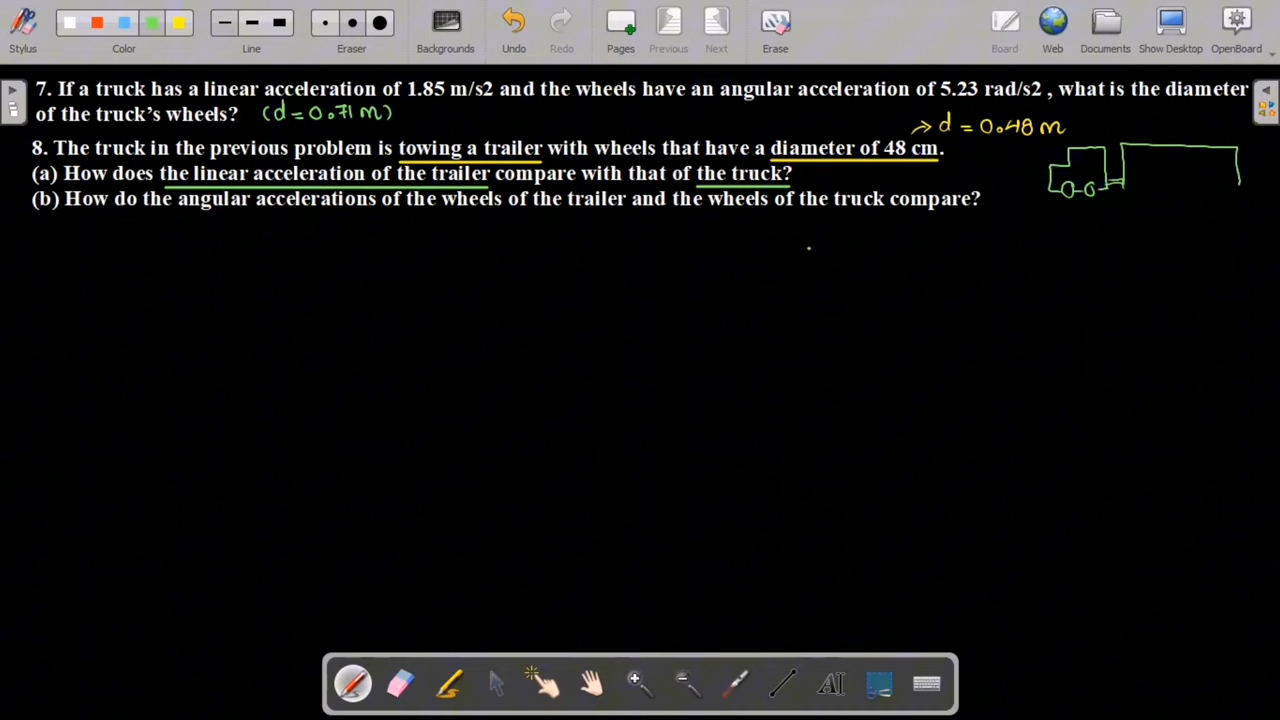 Stylus Color Line Eraser Backgrounds Undo Redo Pages Previous Next Erase Board Web Documents Show Desktop OpenBoard
7. If a truck has a linear acceleration of 1.85 m/s2 and the wheels have an angular acceleration of 5.23 rad/s2 , what is the diameter
of the truck's wheels? (d = 0.71 m)
→ d = 0.48 m
8. The truck in the previous problem is towing a trailer with wheels that have a diameter of 48 cm.
(a) How does the linear acceleration of the trailer compare with that of the truck?
(b) How do the angular accelerations of the wheels of the trailer and the wheels of the truck compare?
AI